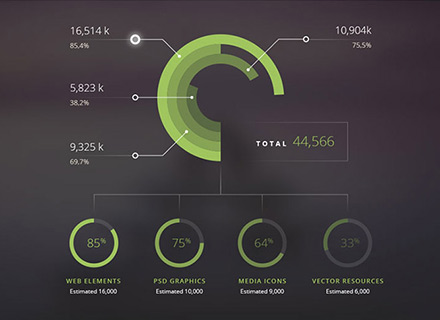 16,514 k
85,4%
10,904k
75,5%
5,823 k
38,2%
9,325 k
69.7%
TOTAL 44,566
85%
75%
64%
33%
WEB ELEMENTS
Estimated 16,000
PSD GRAPHICS
Estimated 10,000
MEDIA ICONS
Estimated 9,000
VECTOR RESOURCES
Estimated 6,000